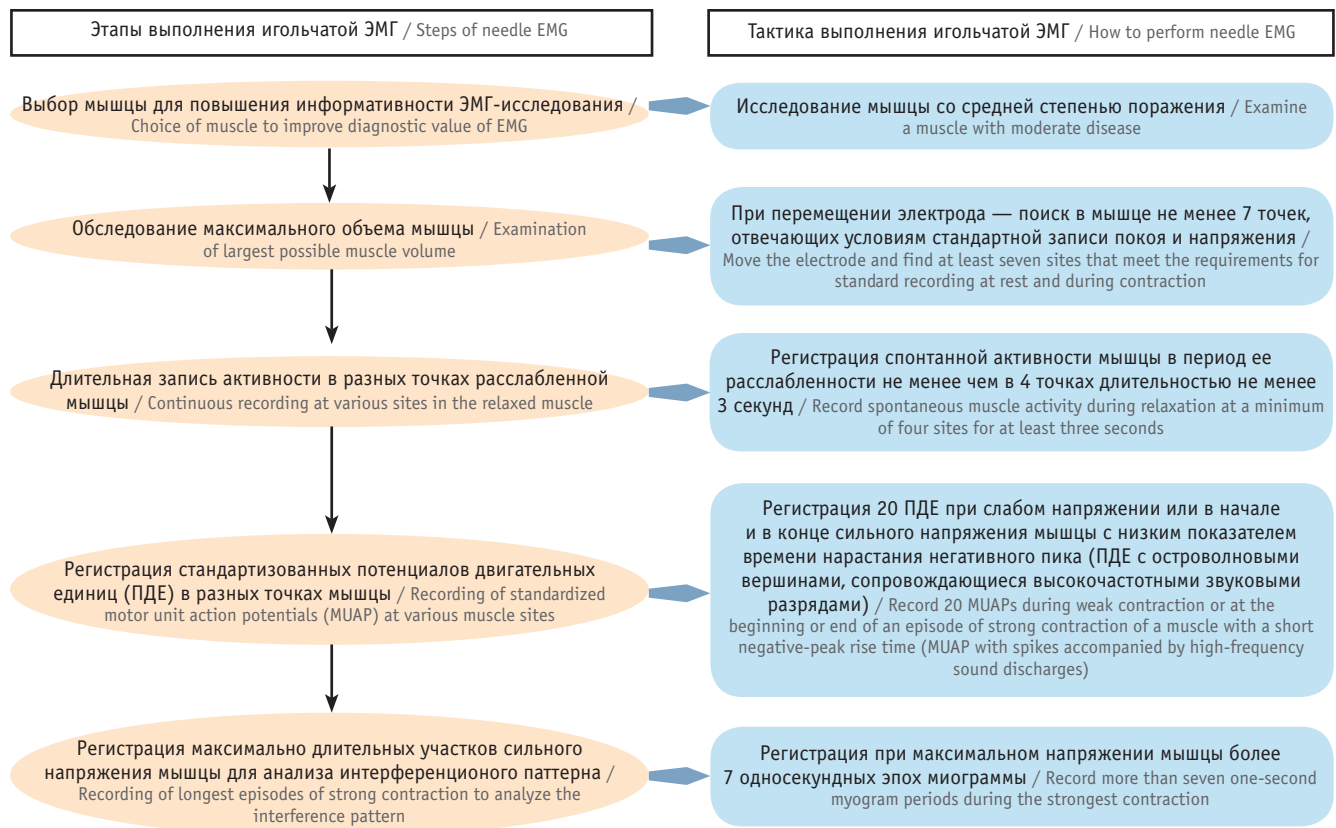 Этапы выполнения игольчатой ЭМГ / Steps of needle EMG
Тактика выполнения игольчатой ЭМГ / How to perform needle EMG
Выбор мышцы для повышения информативности ЭМГ-исследования /
Choice of muscle to improve diagnostic value of EMG
Исследование мышцы со средней степенью поражения / Examine
a muscle with moderate disease
Обследование максимального объема мышцы / Examination
of largest possible muscle volume
При перемещении электрода — поиск в мышце не менее 7 точек,
отвечающих условиям стандартной записи покоя и напряжения /
Move the electrode and find at least seven sites that meet the requirements for
standard recording at rest and during contraction
Длительная запись активности в разных точках расслабленной
мышцы / Continuous recording at various sites in the relaxed muscle
Регистрация спонтанной активности мышцы в период ее
расслабленности не менее чем в 4 точках длительностью не менее
3 секунд / Record spontaneous muscle activity during relaxation at a minimum
of four sites for at least three seconds
Регистрация стандартизованных потенциалов двигательных
единиц (ПДЕ) в разных точках мышцы / Recording of standardized
motor unit action potentials (MUAP) at various muscle sites
Регистрация 20 ПДЕ при слабом напряжении или в начале
и в конце сильного напряжения мышцы с низким показателем
времени нарастания негативного пика (ПДЕ с островолновыми
вершинами, сопровождающиеся высокочастотными звуковыми
разрядами) / Record 20 MUAPs during weak contraction or at the
beginning or end of an episode of strong contraction of a muscle with a short
negative-peak rise time (MUAP with spikes accompanied by high-frequency
sound discharges)
Регистрация максимально длительных участков сильного
напряжения мышцы для анализа интерференционого паттерна /
Recording of longest episodes of strong contraction to analyze the
interference pattern
Регистрация при максимальном напряжении мышцы более
7 односекундных эпох миограммы / Record more than seven one-second
myogram periods during the strongest contraction